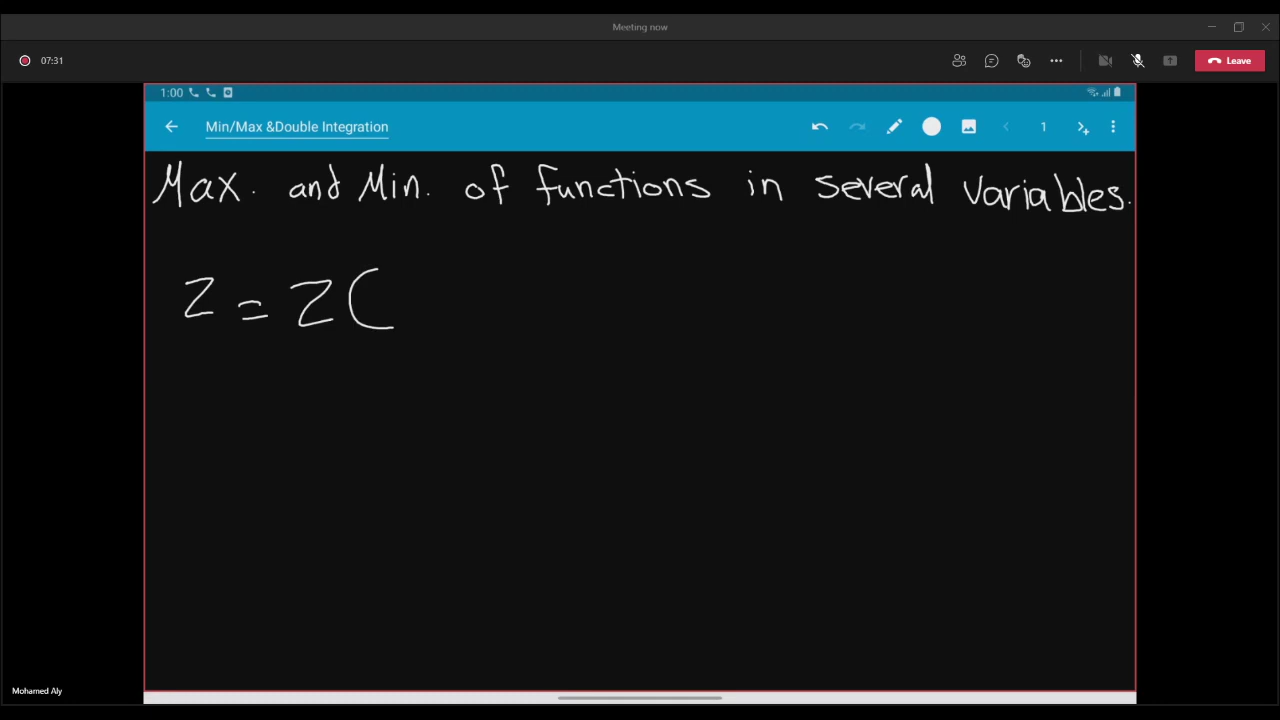 Meeting now
07:31
Leave
1:00
Min/Max &Double Integration
1
Max. and Min. of functions in several variables.
Z = Z (
Mohamed Aly